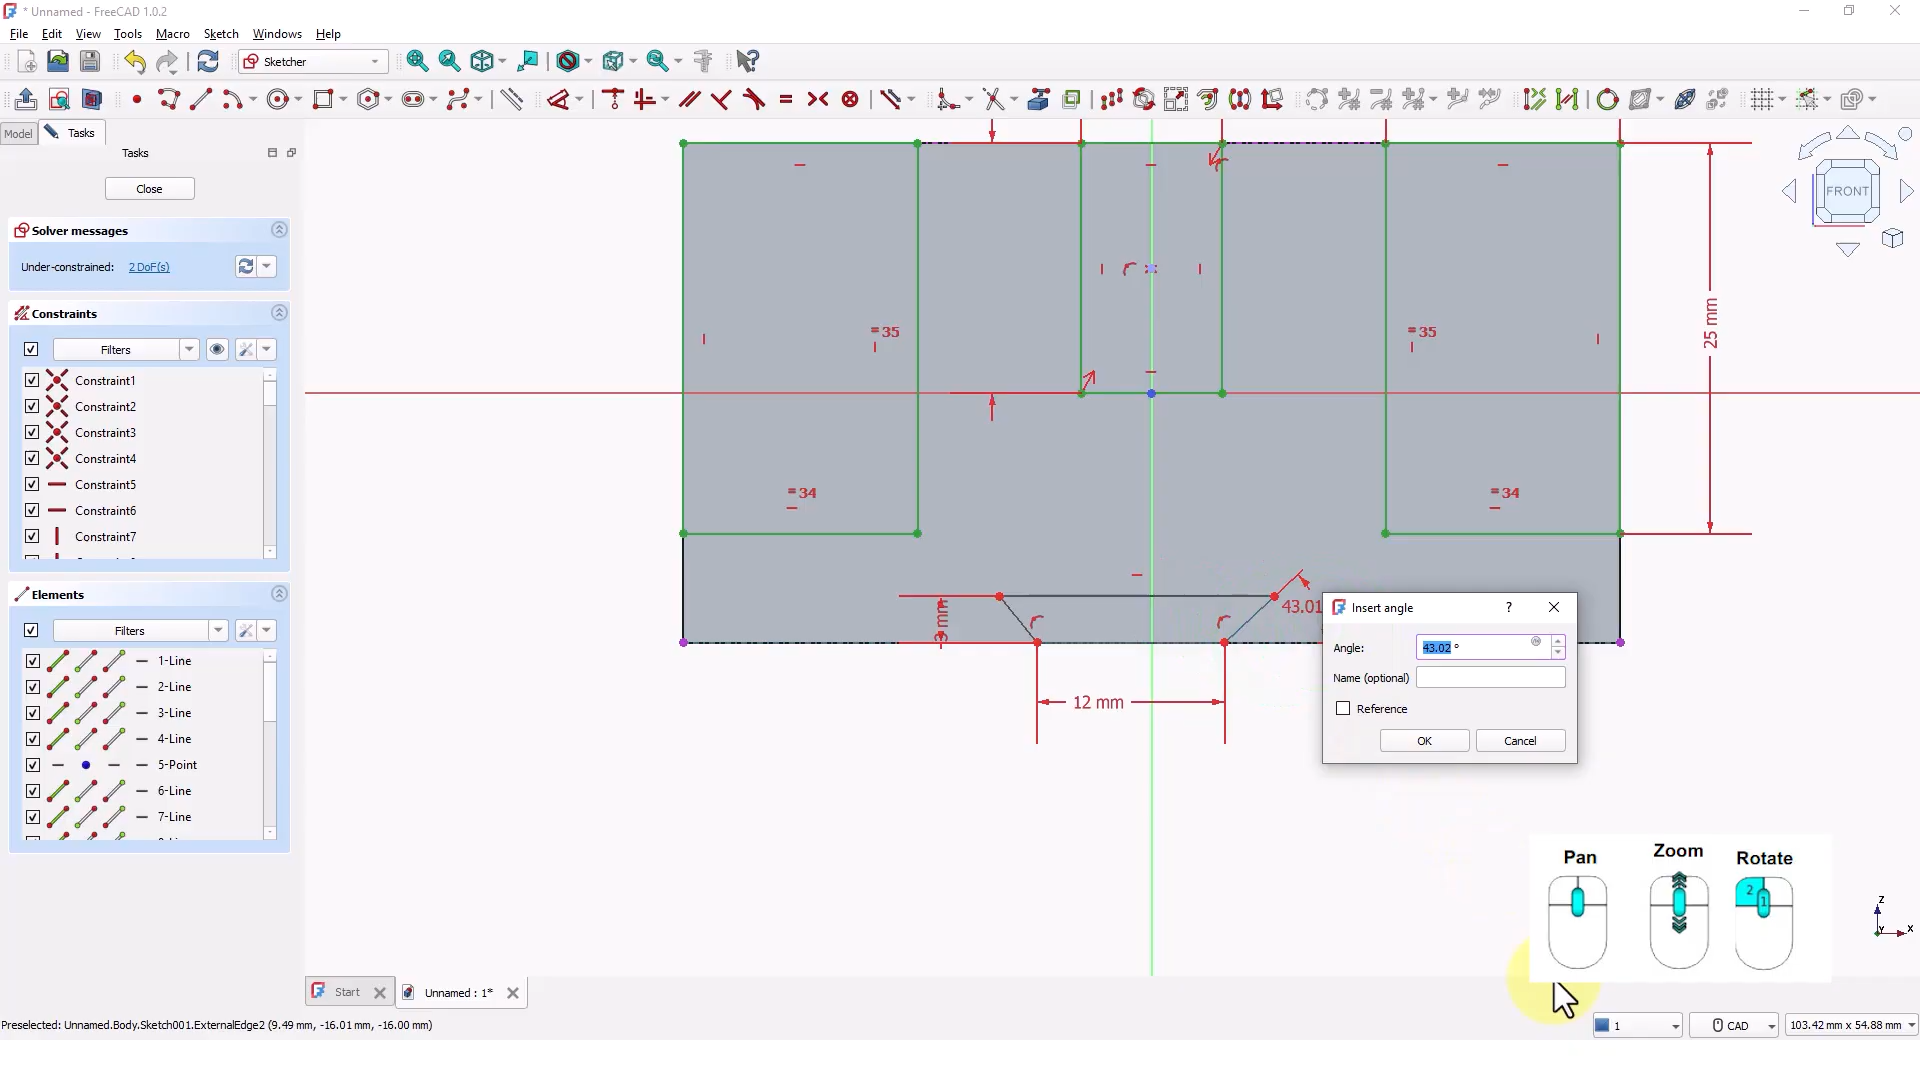 * Unnamed - FreeCAD 1.0.2
File Edit View Tools Macro Sketch Windows Help
Sketcher
Model Tasks
Tasks
Close
Solver messages
Under-constrained: 2 DoF(s)
Constraints
Filters
Constraint1
Constraint2
Constraint3
Constraint4
Constraint5
Constraint6
Constraint7
Elements
Filters
1-Line
2-Line
3-Line
4-Line
5-Point
6-Line
7-Line
FRONT
35
35
25 mm
34
34
3 mm
43.01
12 mm
Insert angle
?
Angle: 43.02 °
Name (optional)
Reference
OK Cancel
Pan Zoom Rotate
2
1
Z
Y X
Start Unnamed : 1*
Preselected: Unnamed.Body.Sketch001.ExternalEdge2 (9.49 mm, -16.01 mm, -16.00 mm)
1 CAD 103.42 mm x 54.88 mm